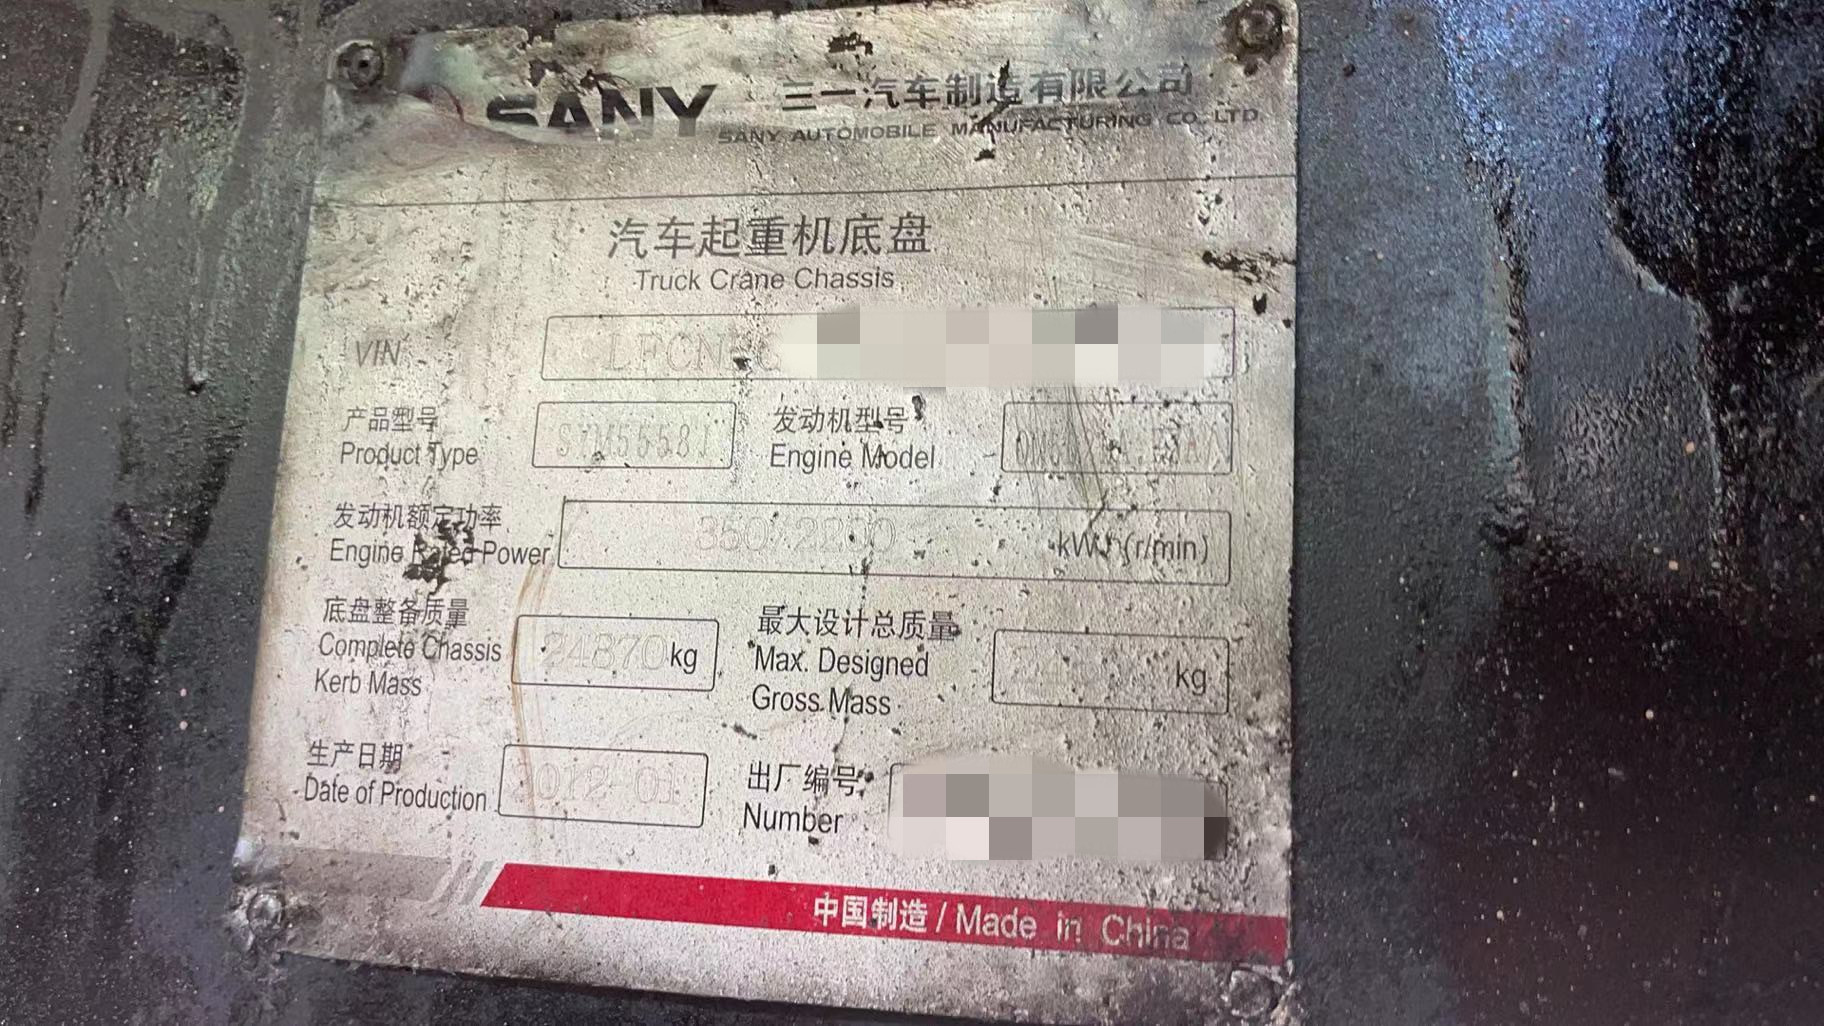 SANY 三一汽车制造有限公司
SANY AUTOMOBILE MANUFACTURING CO., LTD
汽车起重机底盘
Truck Crane Chassis
VIN
产品型号 发动机型号
Product Type Engine Model
发动机额定功率
Engine Rated Power kW/(r/min)
底盘整备质量 最大设计总质量
Complete Chassis 24870 kg Max. Designed kg
Kerb Mass Gross Mass
生产日期 2012-01 出厂编号
Date of Production Number
中国制造 / Made in China